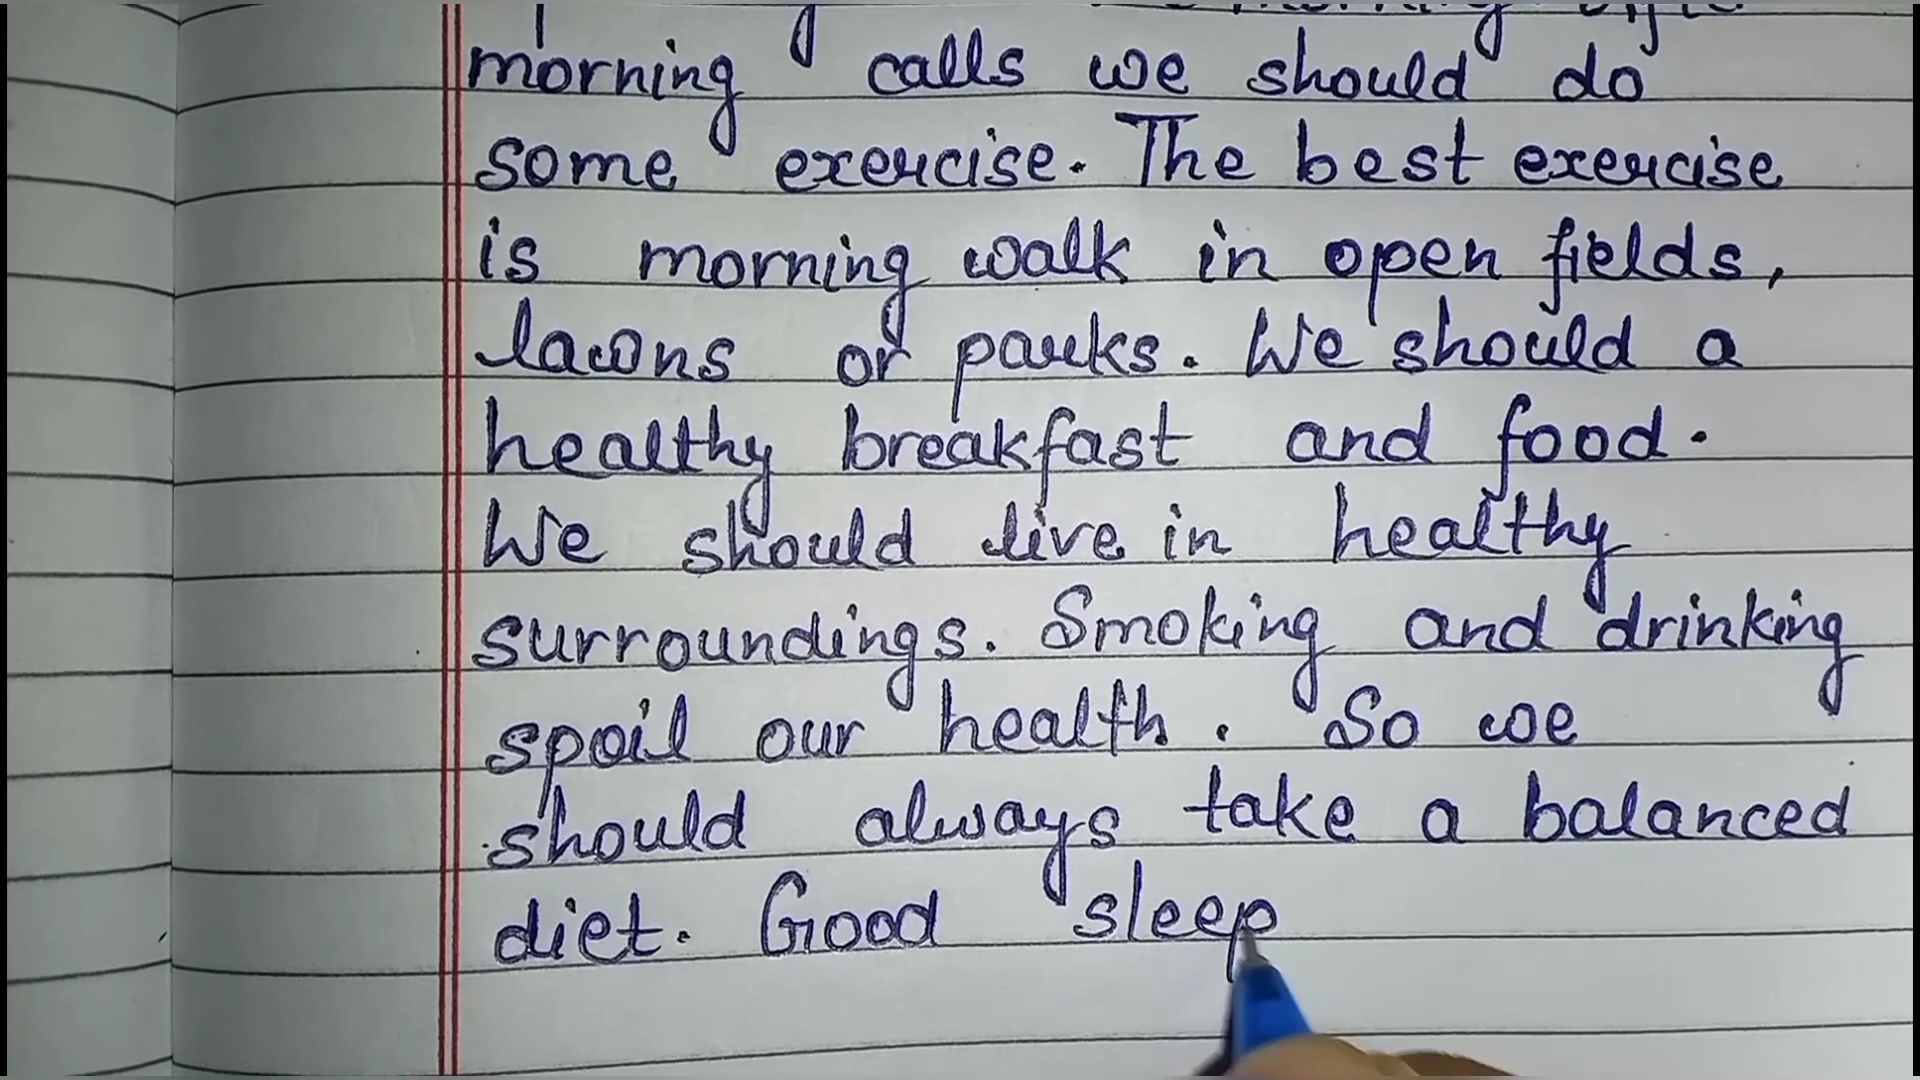 morning calls we should do
some exercise. The best exercise
is morning walk in open fields,
lawns or parks. We should a
healthy breakfast and food.
We should live in healthy
surroundings. Smoking and drinking
spoil our health. So we
should always take a balanced
diet. Good sleep